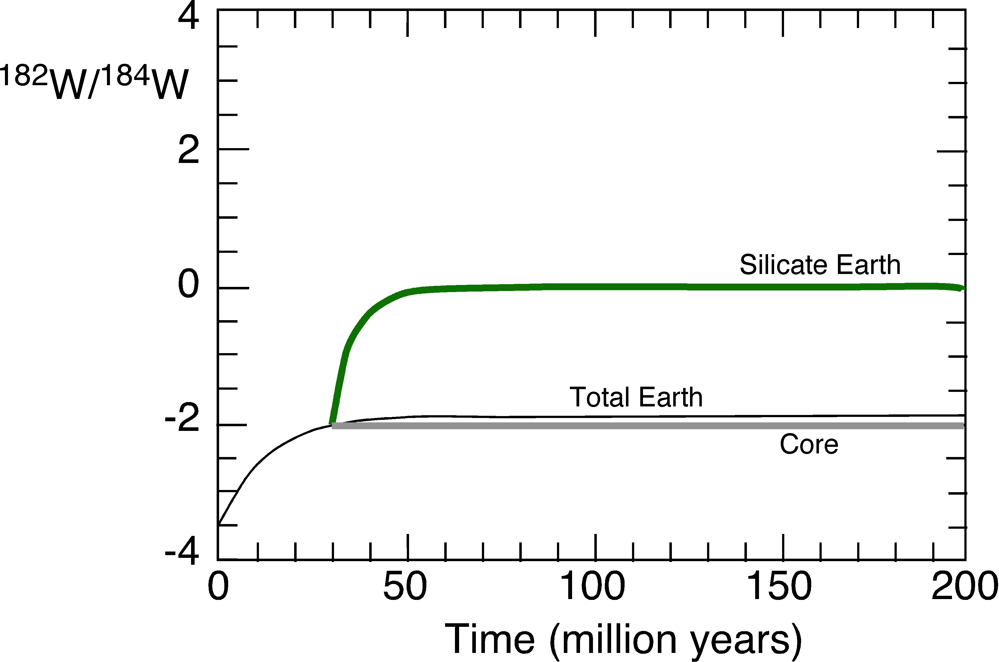 4
¹⁸²W/¹⁸⁴W
2
0
Silicate Earth
Total Earth
-2
Core
-4
0 50 100 150 200
Time (million years)